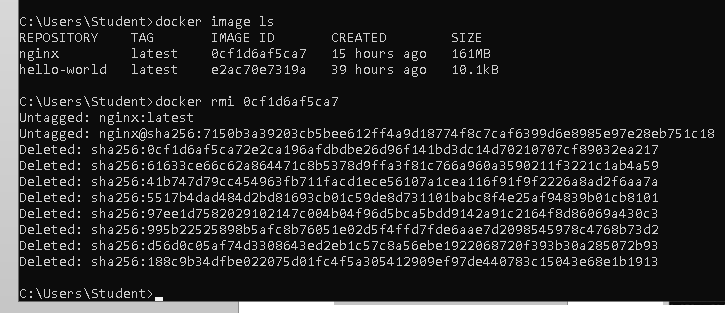 C:\Users\Student>docker image ls
REPOSITORY TAG IMAGE ID CREATED SIZE
nginx latest 0cf1d6af5ca7 15 hours ago 161MB
hello-world latest e2ac70e7319a 39 hours ago 10.1kB
C:\Users\Student>docker rmi 0cf1d6af5ca7
Untagged: nginx:latest
Untagged: nginx@sha256:7150b3a39203cb5bee612ff4a9d18774f8c7caf6399d6e8985e97e28eb751c18
Deleted: sha256:0cf1d6af5ca72e2ca196afdbdbe26d96f141bd3dc14d70210707cf89032ea217
Deleted: sha256:61633ce66c62a864471c8b5378d9ffa3f81c766a960a3590211f3221c1ab4a59
Deleted: sha256:41b747d79cc454963fb711facd1ece56107a1cea116f91f9f2226a8ad2f6aa7a
Deleted: sha256:5517b4dad484d2bd81693cb01c59de8d731101babc8f4e25af94839b01cb8101
Deleted: sha256:97ee1d7582029102147c004b04f96d5bca5bdd9142a91c2164f8d86069a430c3
Deleted: sha256:995b22525898b5afc8b76051e02d5f4ffd7fde6aae7d2098545978c4768b73d2
Deleted: sha256:d56d0c05af74d3308643ed2eb1c57c8a56ebe1922068720f393b30a285072b93
Deleted: sha256:188c9b34dfbe022075d01fc4f5a305412909ef97de440783c15043e68e1b1913
C:\Users\Student>